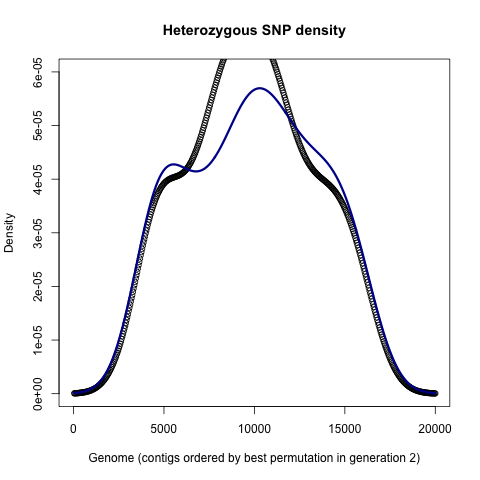 Heterozygous SNP density
6e-05
5e-05
4e-05
3e-05
2e-05
1e-05
0e+00
Density
0 5000 10000 15000 20000
Genome (contigs ordered by best permutation in generation 2)